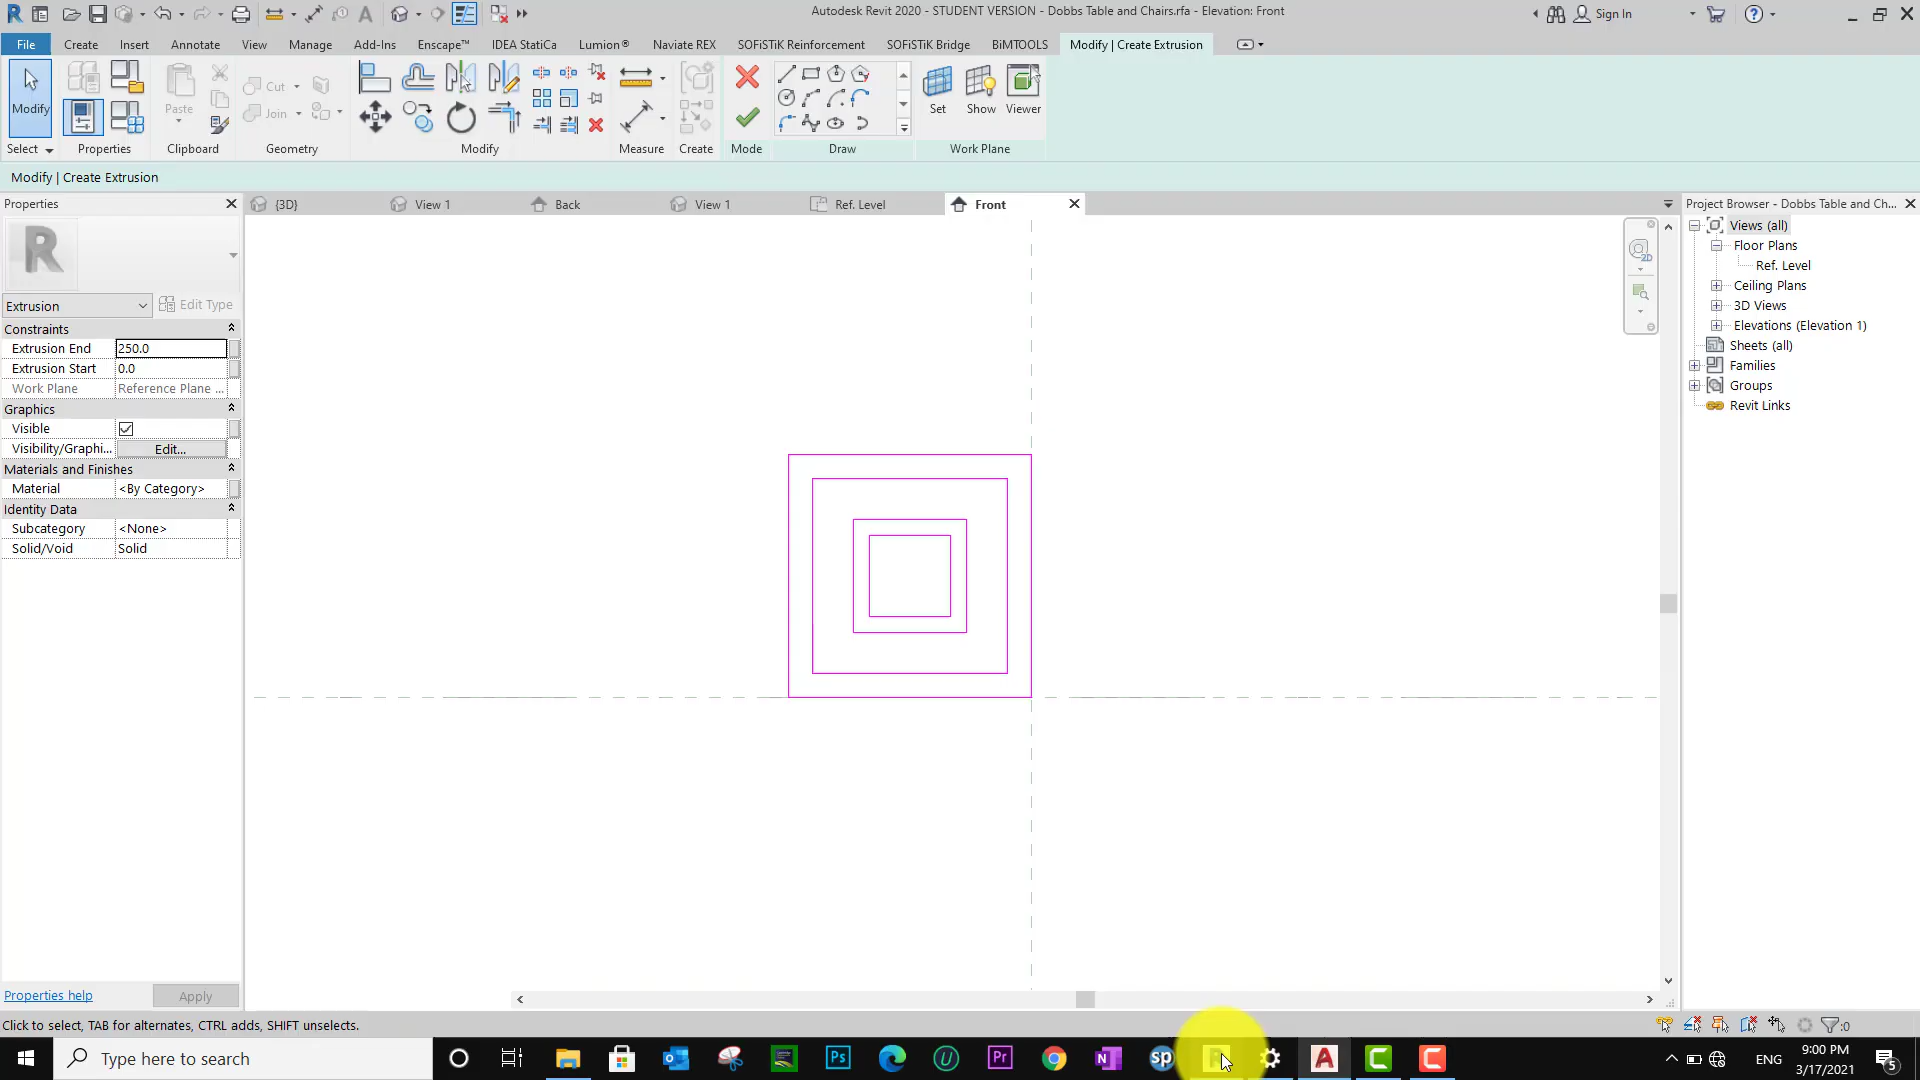 Autodesk Revit 2020 - STUDENT VERSION - Dobbs Table and Chairs.rfa - Elevation: Front
Sign In
File Create Insert Annotate View Manage Add-Ins Enscape™ IDEA StatiCa Lumion® Naviate REX SOFiSTiK Reinforcement SOFiSTiK Bridge BiMTOOLS Modify | Create Extrusion
Modify
Paste
Cut
Join
Set
Show
Viewer
Select Properties Clipboard Geometry Modify Measure Create Mode Draw Work Plane
Modify | Create Extrusion
Properties
{3D} View 1 Back View 1 Ref. Level Front
Project Browser - Dobbs Table and Ch...
Extrusion
Edit Type
Constraints
Extrusion End 250.0
Extrusion Start 0.0
Work Plane Reference Plane ...
Graphics
Visible
Visibility/Graphi... Edit...
Materials and Finishes
Material <By Category>
Identity Data
Subcategory <None>
Solid/Void Solid
2D
Views (all)
Floor Plans
Ref. Level
Ceiling Plans
3D Views
Elevations (Elevation 1)
Sheets (all)
Families
Groups
Revit Links
Properties help
Apply
Click to select, TAB for alternates, CTRL adds, SHIFT unselects.
:0
Type here to search
Ps
Pr
N
sp
ENG
9:00 PM
3/17/2021
5